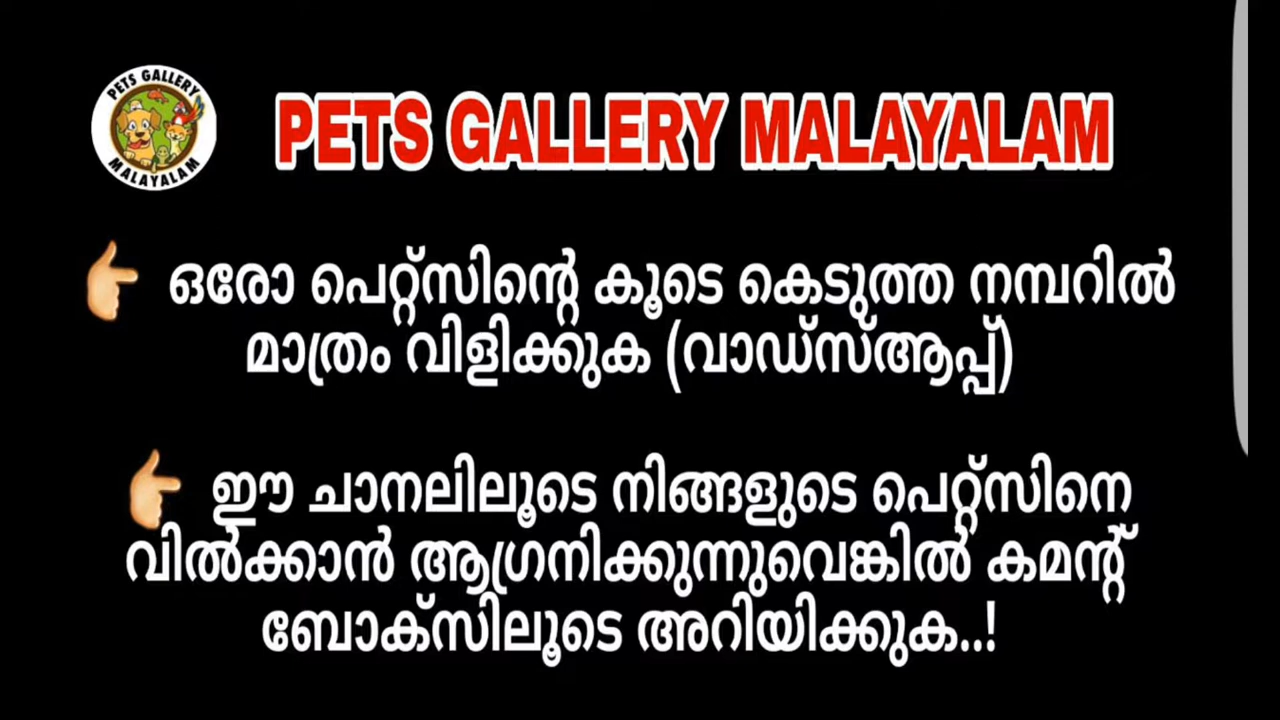 PETS GALLERY
MALAYALAM
PETS GALLERY MALAYALAM
👉 ഒരോ പെറ്റ്സിന്റെ കൂടെ കെടുത്ത നമ്പറിൽ
മാത്രം വിളിക്കുക (വാഡ്സ്ആപ്പ്)
👉 ഈ ചാനലിലൂടെ നിങ്ങളുടെ പെറ്റ്സിനെ
വിൽക്കാൻ ആഗ്രനിക്കുന്നുവെങ്കിൽ കമന്റ്
ബോക്സിലൂടെ അറിയിക്കുക..!